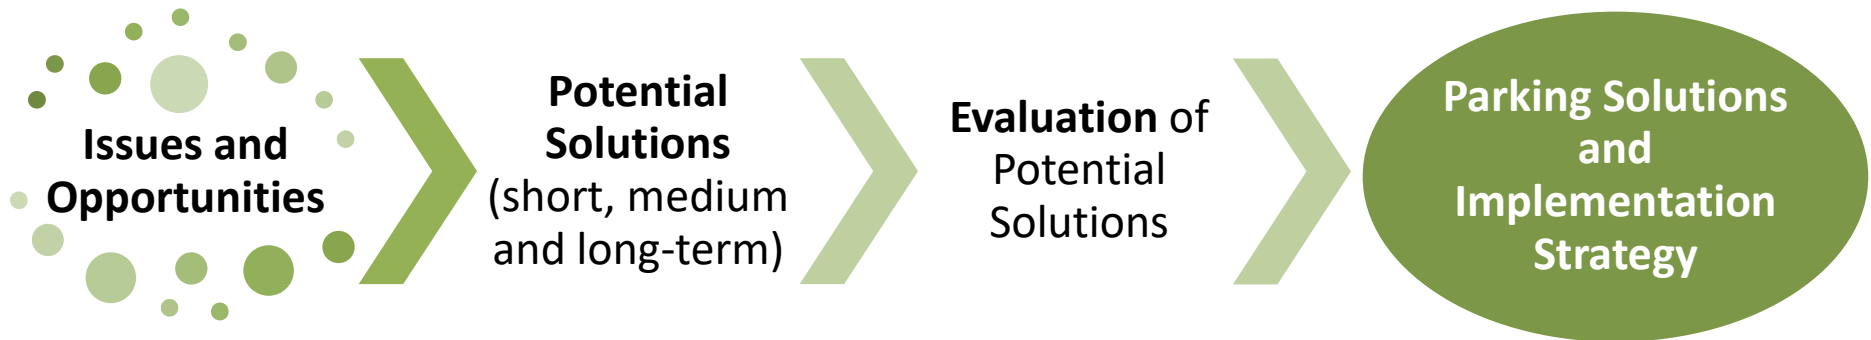 Issues and
Opportunities
Potential
Solutions
(short, medium
and long-term)
Evaluation of
Potential
Solutions
Parking Solutions
and
Implementation
Strategy